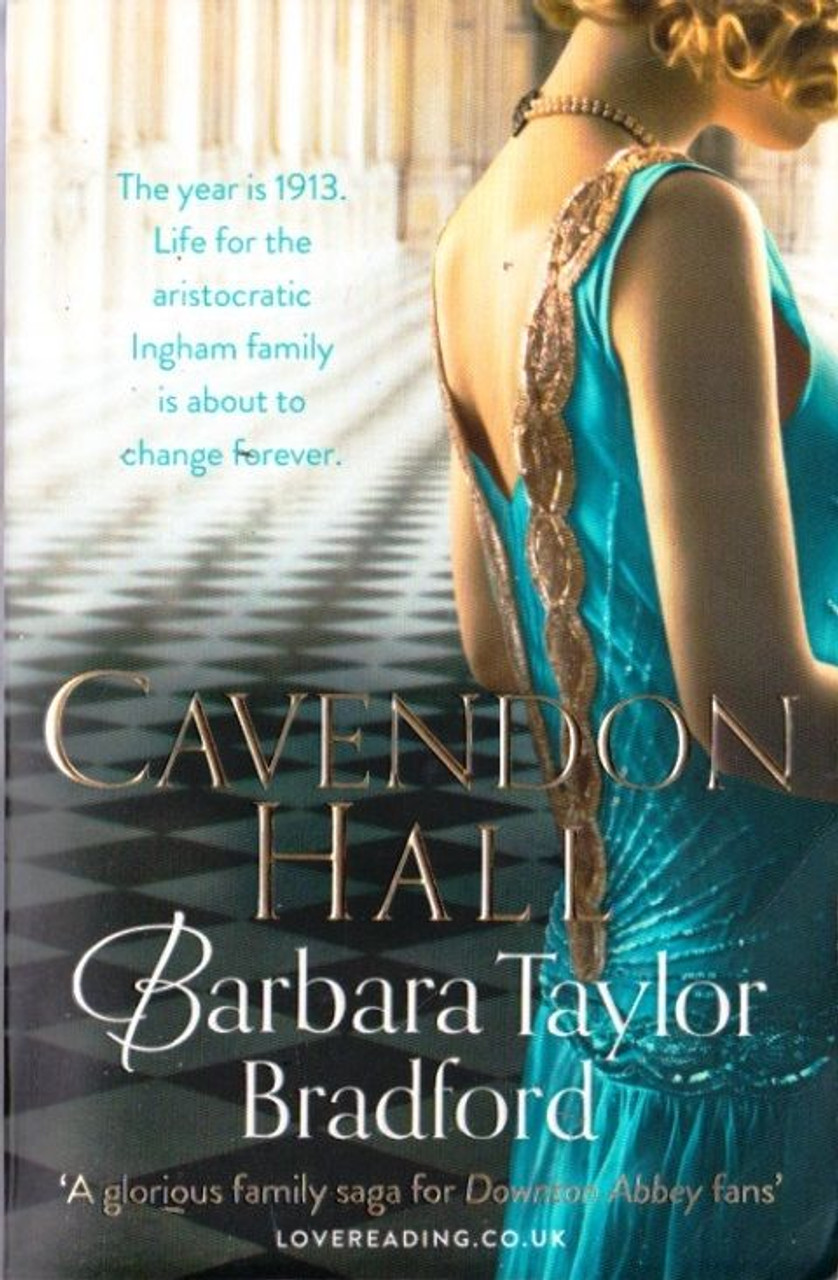 The year is 1913.
Life for the
aristocratic
Ingham family
is about to
change forever.
CAVENDON
HALL
Barbara Taylor
Bradford
‘A glorious family saga for Downton Abbey fans’
LOVEREADING.CO.UK